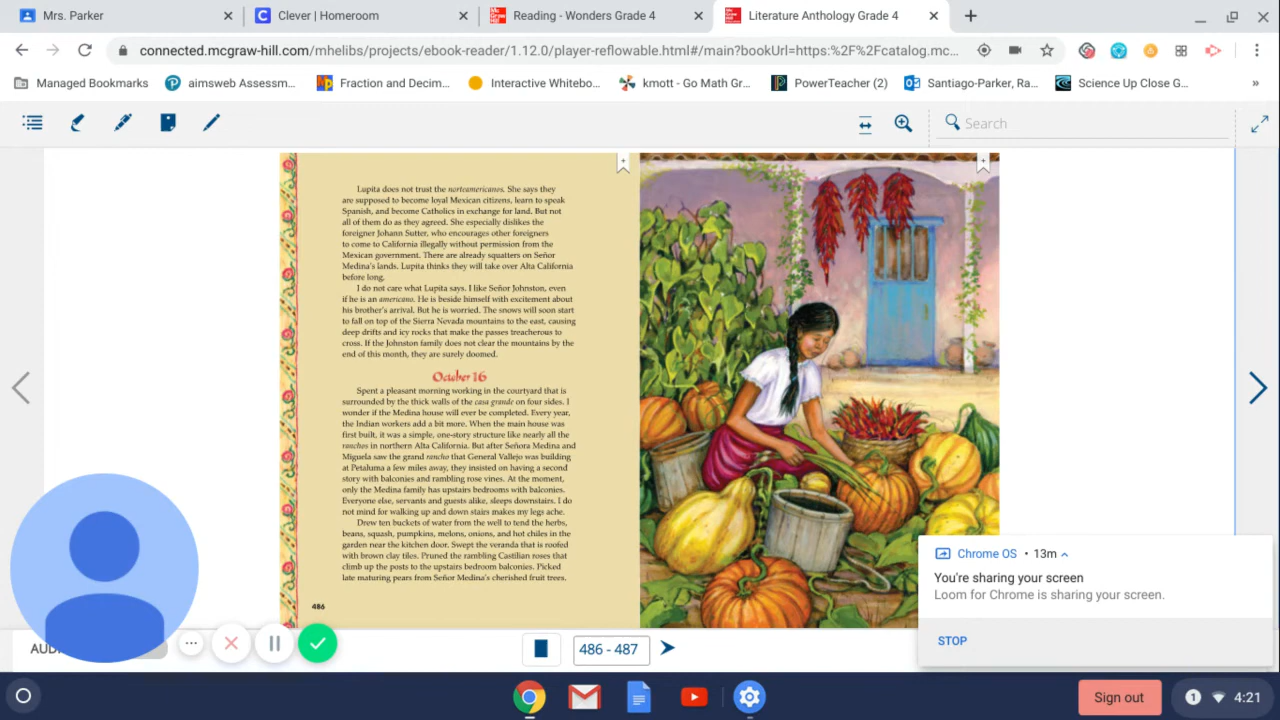 Mrs. Parker
Clever | Homeroom
Reading - Wonders Grade 4
Literature Anthology Grade 4
connected.mcgraw-hill.com/mhelibs/projects/ebook-reader/1.12.0/player-reflowable.html#/main?bookUrl=https:%2F%2Fcatalog.mc...
Managed Bookmarks
aimsweb Assessm...
Fraction and Decim...
Interactive Whitebo...
kmott - Go Math Gr...
PowerTeacher (2)
Santiago-Parker, Ra...
Science Up Close G...
»
Search
Lupita does not trust the norteamericanos. She says they
are supposed to become loyal Mexican citizens, learn to speak
Spanish, and become Catholics in exchange for land. But not
all of them do as they agreed. She especially dislikes the
foreigner Johann Sutter, who encourages other foreigners
to come to California illegally without permission from the
Mexican government. There are already squatters on Señor
Medina's lands. Lupita thinks they will take over Alta California
before long.
I do not care what Lupita says. I like Señor Johnston, even
if he is an americano. He is beside himself with excitement about
his brother's arrival. But he is worried. The snows will soon start
to fall on top of the Sierra Nevada mountains to the east, causing
deep drifts and icy rocks that make the passes treacherous to
cross. If the Johnston family does not clear the mountains by the
end of this month, they are surely doomed.
October 16
Spent a pleasant morning working in the courtyard that is
surrounded by the thick walls of the casa grande on four sides. I
wonder if the Medina house will ever be completed. Every year,
the Indian workers add a bit more. When the main house was
first built, it was a simple, one-story structure like nearly all the
ranchos in northern Alta California. But after Señora Medina and
Miguela saw the grand rancho that General Vallejo was building
at Petaluma a few miles away, they insisted on having a second
story with balconies and rambling rose vines. At the moment,
only the Medina family has upstairs bedrooms with balconies.
Everyone else, servants and guests alike, sleeps downstairs. I do
not mind for walking up and down stairs makes my legs ache.
Drew ten buckets of water from the well to tend the herbs,
beans, squash, pumpkins, melons, onions, and hot chiles in the
garden near the kitchen door. Swept the veranda that is roofed
with brown clay tiles. Pruned the rambling Castilian roses that
climb up the posts to the upstairs bedroom balconies. Picked
late maturing pears from Señor Medina's cherished fruit trees.
486
Chrome OS • 13m
You're sharing your screen
Loom for Chrome is sharing your screen.
STOP
AUD
486 - 487
Sign out
1
4:21